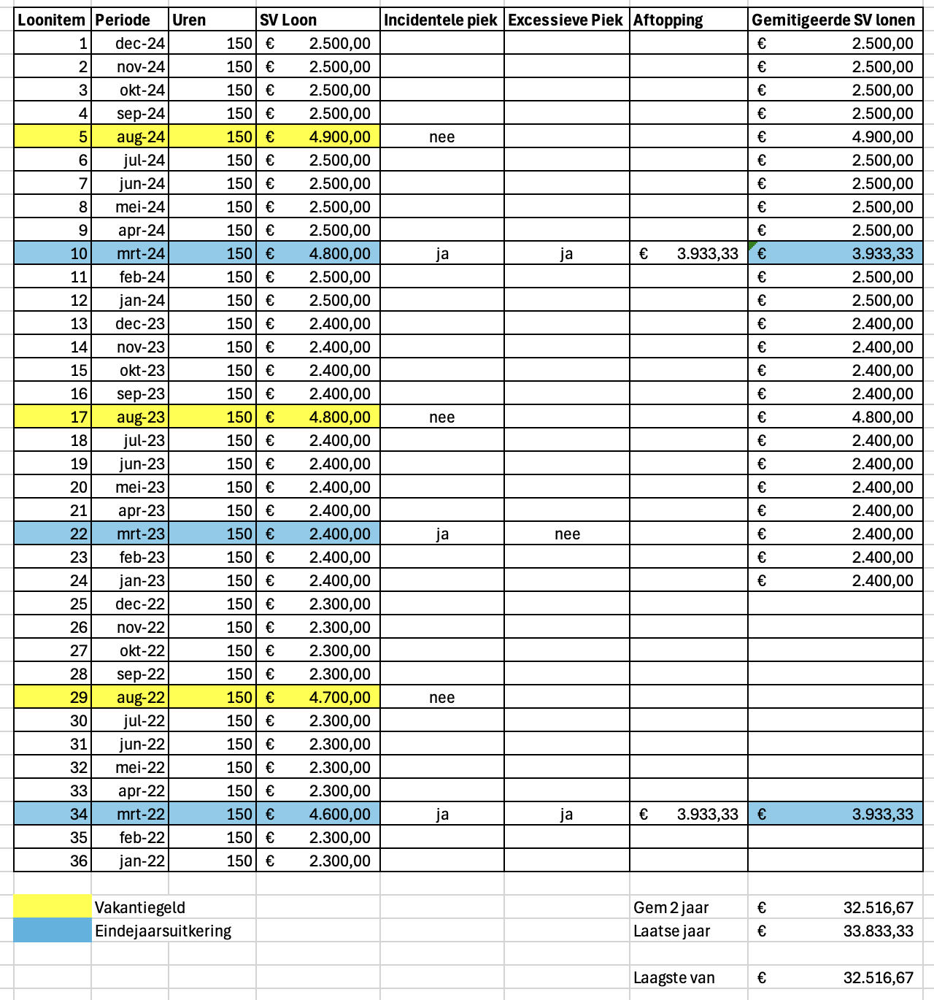 Loonitem Periode Uren SV Loon Incidentele piek Excessieve Piek Aftopping Gemitigeerde SV lonen
1 dec-24 150 € 2.500,00 € 2.500,00
2 nov-24 150 € 2.500,00 € 2.500,00
3 okt-24 150 € 2.500,00 € 2.500,00
4 sep-24 150 € 2.500,00 € 2.500,00
5 aug-24 150 € 4.900,00 nee € 4.900,00
6 jul-24 150 € 2.500,00 € 2.500,00
7 jun-24 150 € 2.500,00 € 2.500,00
8 mei-24 150 € 2.500,00 € 2.500,00
9 apr-24 150 € 2.500,00 € 2.500,00
10 mrt-24 150 € 4.800,00 ja ja € 3.933,33 € 3.933,33
11 feb-24 150 € 2.500,00 € 2.500,00
12 jan-24 150 € 2.500,00 € 2.500,00
13 dec-23 150 € 2.400,00 € 2.400,00
14 nov-23 150 € 2.400,00 € 2.400,00
15 okt-23 150 € 2.400,00 € 2.400,00
16 sep-23 150 € 2.400,00 € 2.400,00
17 aug-23 150 € 4.800,00 nee € 4.800,00
18 jul-23 150 € 2.400,00 € 2.400,00
19 jun-23 150 € 2.400,00 € 2.400,00
20 mei-23 150 € 2.400,00 € 2.400,00
21 apr-23 150 € 2.400,00 € 2.400,00
22 mrt-23 150 € 2.400,00 ja nee € 2.400,00
23 feb-23 150 € 2.400,00 € 2.400,00
24 jan-23 150 € 2.400,00 € 2.400,00
25 dec-22 150 € 2.300,00
26 nov-22 150 € 2.300,00
27 okt-22 150 € 2.300,00
28 sep-22 150 € 2.300,00
29 aug-22 150 € 4.700,00 nee
30 jul-22 150 € 2.300,00
31 jun-22 150 € 2.300,00
32 mei-22 150 € 2.300,00
33 apr-22 150 € 2.300,00
34 mrt-22 150 € 4.600,00 ja ja € 3.933,33 € 3.933,33
35 feb-22 150 € 2.300,00
36 jan-22 150 € 2.300,00
Vakantiegeld Gem 2 jaar € 32.516,67
Eindejaarsuitkering Laatse jaar € 33.833,33
Laagste van € 32.516,67